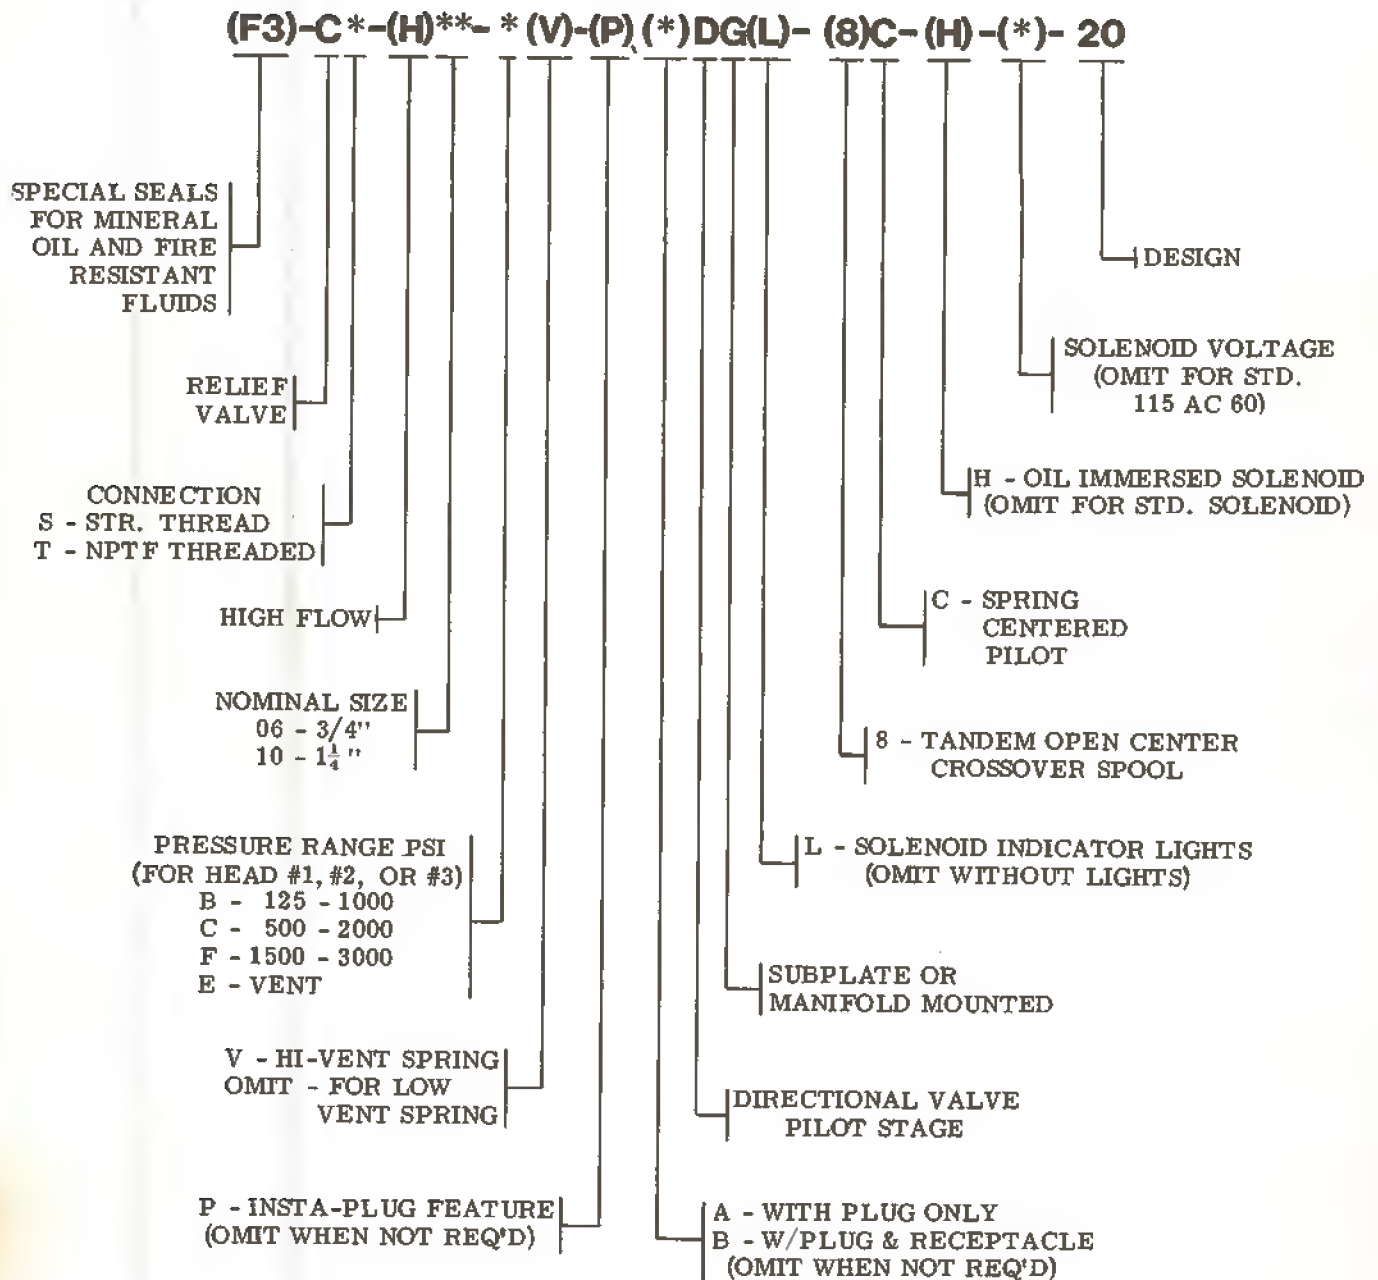 (F3)-C*-(H)**-*(V)-(P)(*)DG(L)-(8)C-(H)-(*)-20
SPECIAL SEALS
FOR MINERAL
OIL AND FIRE
RESISTANT
FLUIDS
RELIEF
VALVE
CONNECTION
S - STR. THREAD
T - NPTF THREADED
HIGH FLOW
NOMINAL SIZE
06 - 3/4"
10 - 1¼"
PRESSURE RANGE PSI
(FOR HEAD #1, #2, OR #3)
B - 125 - 1000
C - 500 - 2000
F - 1500 - 3000
E - VENT
V - HI-VENT SPRING
OMIT - FOR LOW
VENT SPRING
P - INSTA-PLUG FEATURE
(OMIT WHEN NOT REQ'D)
DESIGN
SOLENOID VOLTAGE
(OMIT FOR STD.
115 AC 60)
H - OIL IMMERSED SOLENOID
(OMIT FOR STD. SOLENOID)
C - SPRING
CENTERED
PILOT
8 - TANDEM OPEN CENTER
CROSSOVER SPOOL
L - SOLENOID INDICATOR LIGHTS
(OMIT WITHOUT LIGHTS)
SUBPLATE OR
MANIFOLD MOUNTED
DIRECTIONAL VALVE
PILOT STAGE
A - WITH PLUG ONLY
B - W/PLUG & RECEPTACLE
(OMIT WHEN NOT REQ'D)